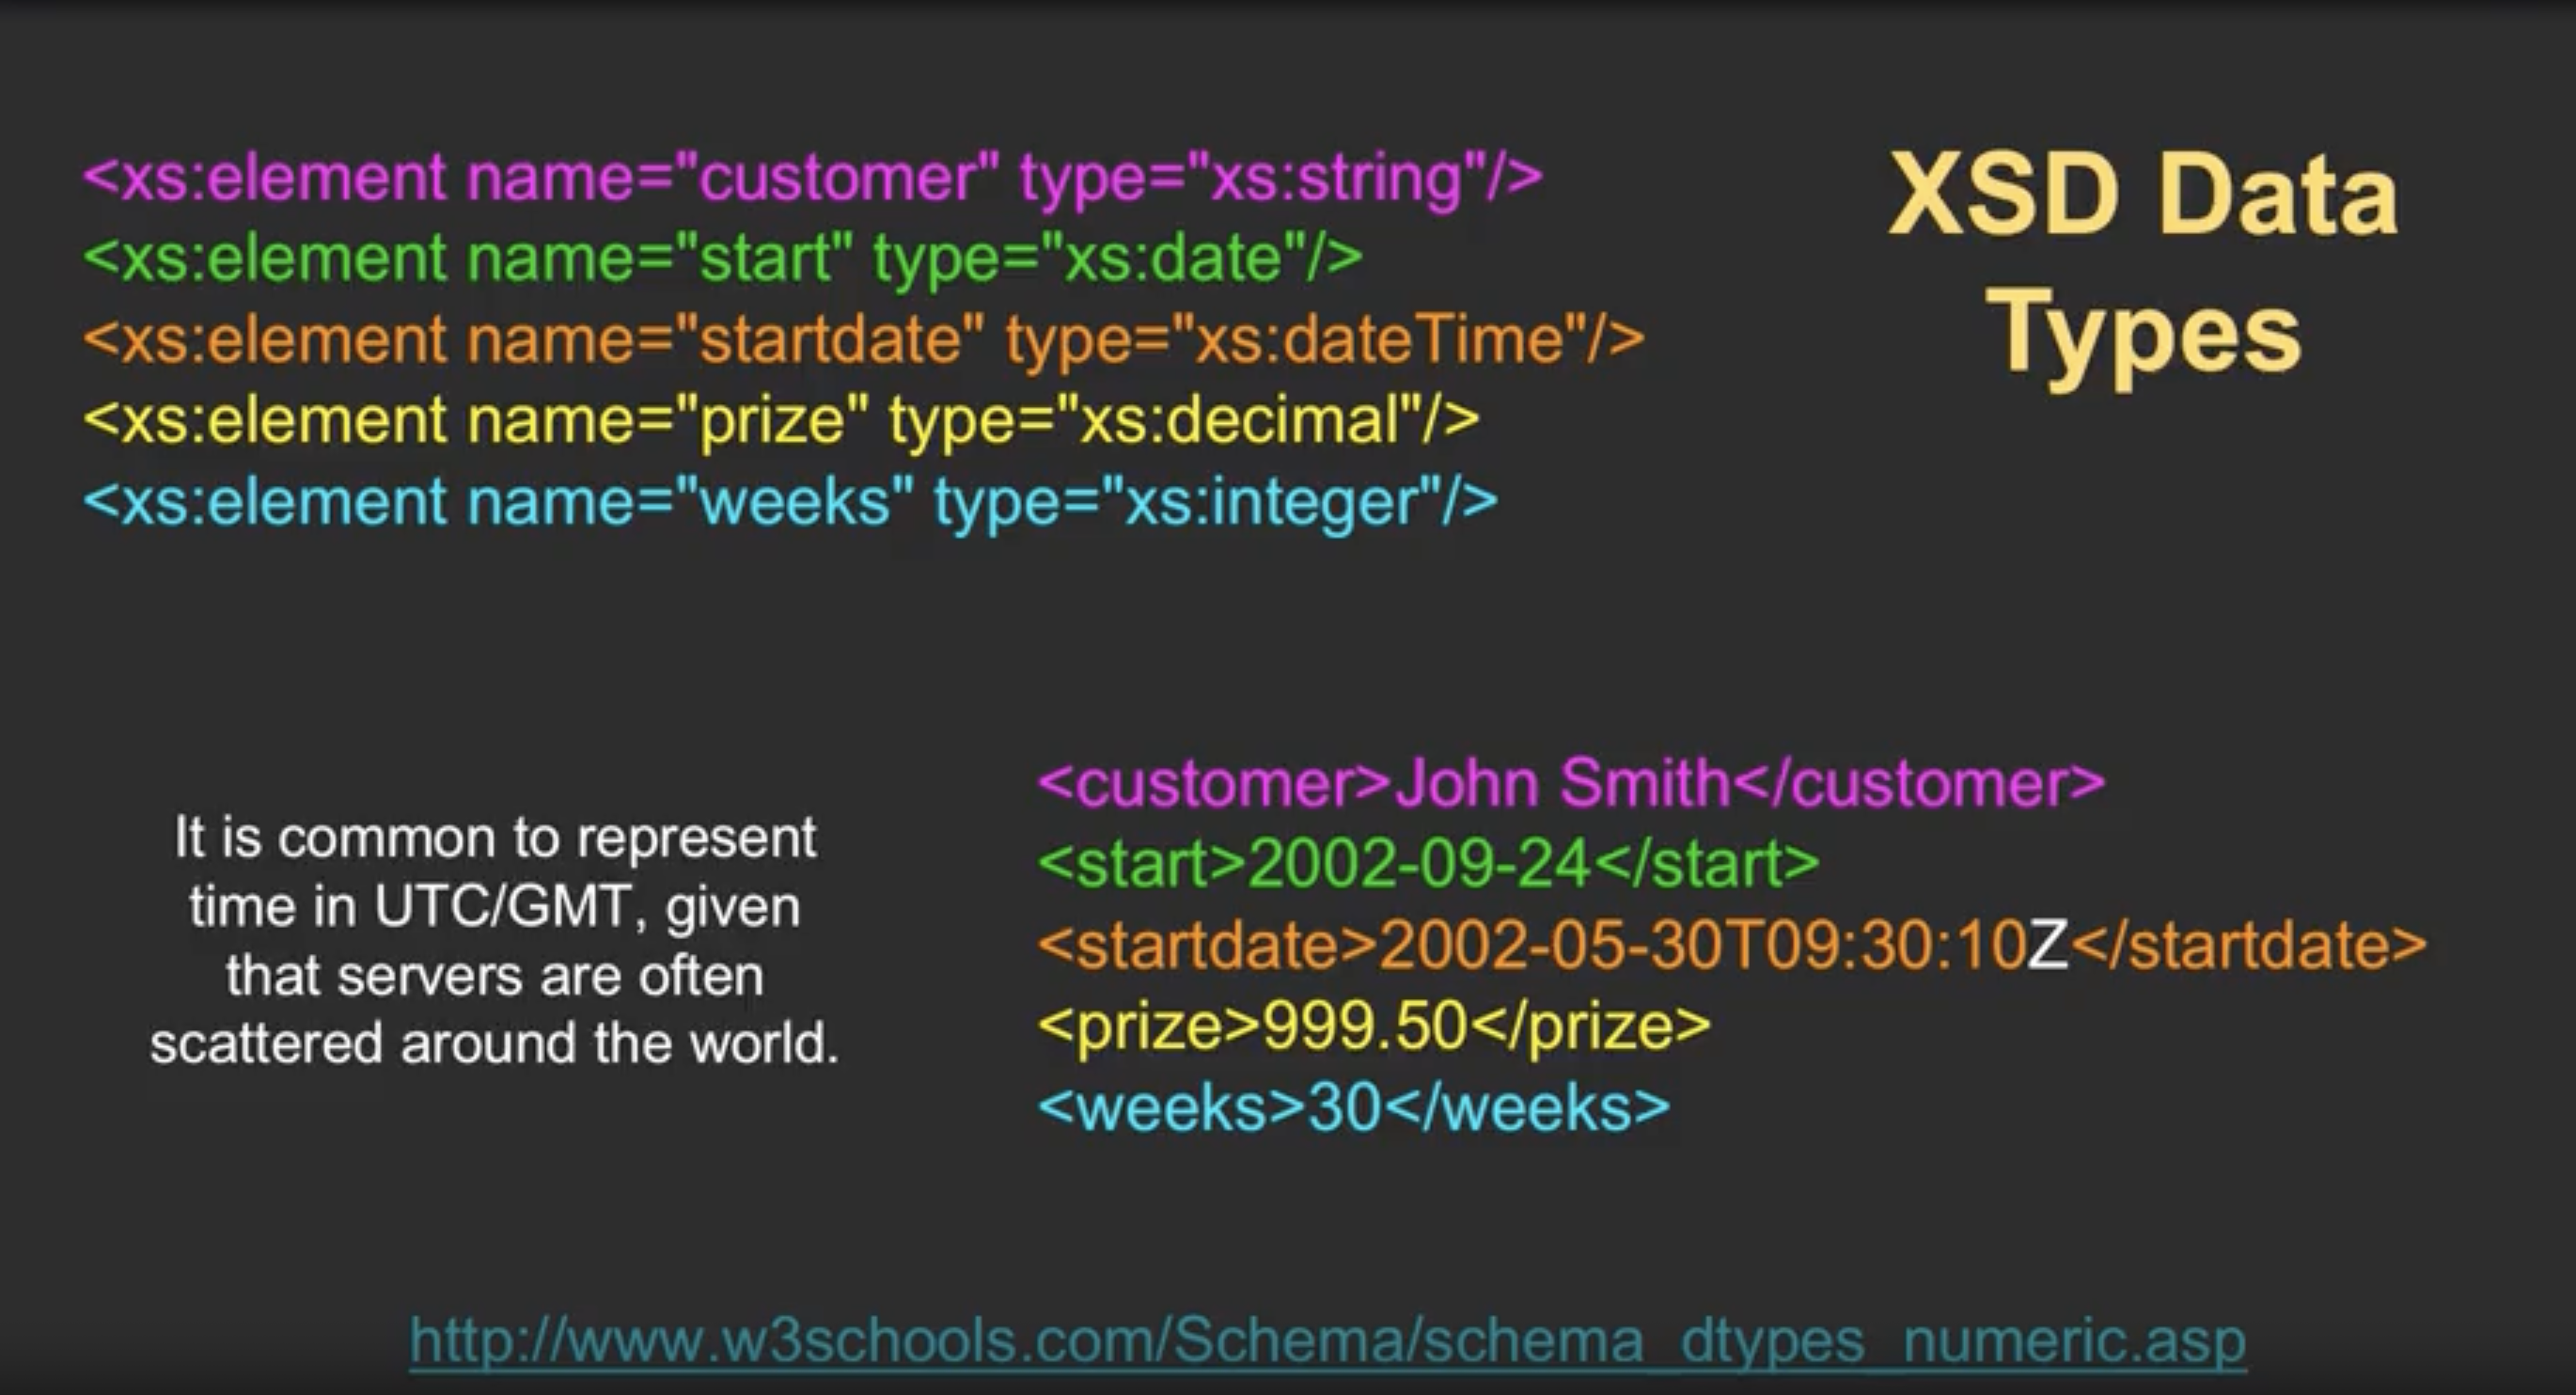 <xs:element name="customer" type="xs:string"/>
<xs:element name="start" type="xs:date"/>
<xs:element name="startdate" type="xs:dateTime"/>
<xs:element name="prize" type="xs:decimal"/>
<xs:element name="weeks" type="xs:integer"/>
XSD Data
Types
It is common to represent
time in UTC/GMT, given
that servers are often
scattered around the world.
<customer>John Smith</customer>
<start>2002-09-24</start>
<startdate>2002-05-30T09:30:10Z</startdate>
<prize>999.50</prize>
<weeks>30</weeks>
http://www.w3schools.com/Schema/schema_dtypes_numeric.asp